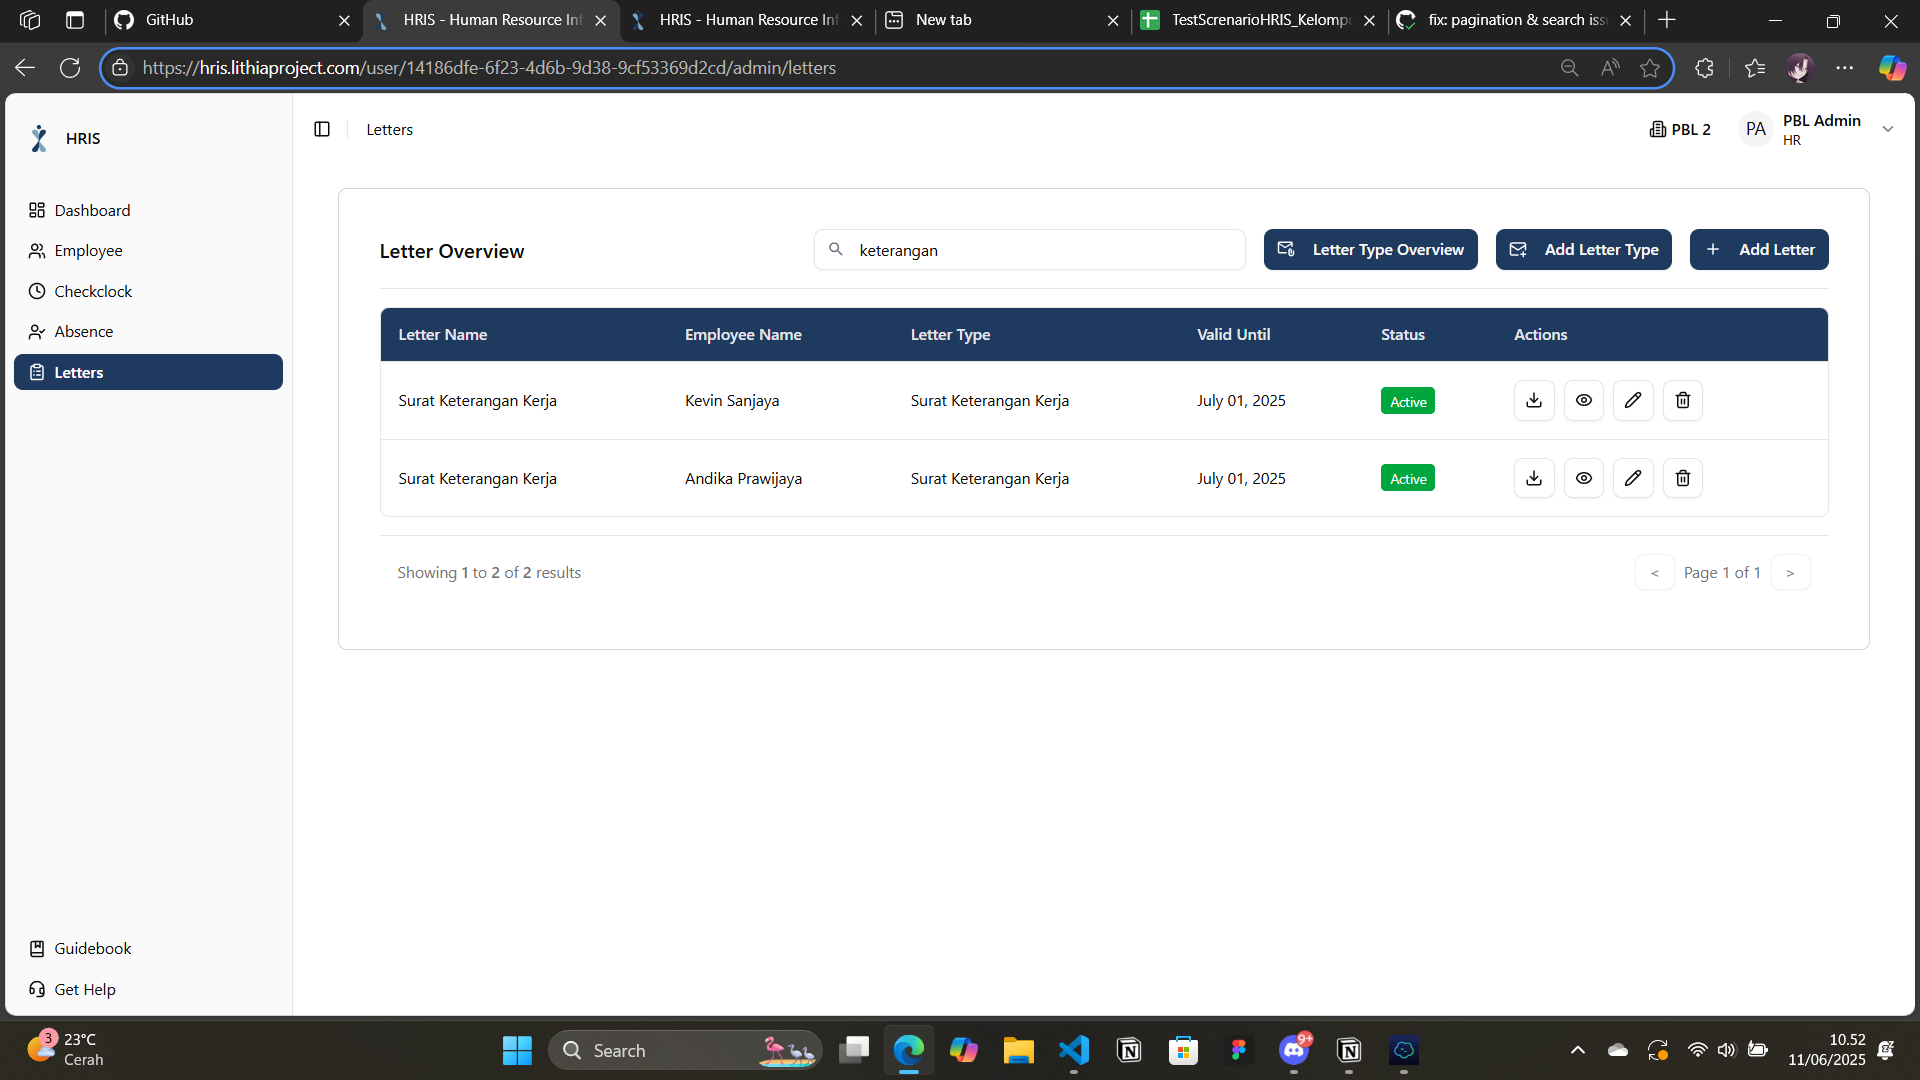 GitHub
HRIS - Human Resource Inf
HRIS - Human Resource Inf
New tab
TestScrenarioHRIS_Kelompo
fix: pagination & search iss
https://hris.lithiaproject.com/user/14186dfe-6f23-4d6b-9d38-9cf53369d2cd/admin/letters
HRIS
Letters
PBL 2
PA
PBL Admin
HR
Dashboard
Employee
Checkclock
Absence
Letters
Guidebook
Get Help
Letter Overview
keterangan
Letter Type Overview
Add Letter Type
+ Add Letter
Letter Name Employee Name Letter Type Valid Until Status Actions
Surat Keterangan Kerja Kevin Sanjaya Surat Keterangan Kerja July 01, 2025 Active
Surat Keterangan Kerja Andika Prawijaya Surat Keterangan Kerja July 01, 2025 Active
Showing 1 to 2 of 2 results
< Page 1 of 1 >
3
23°C
Cerah
Search
9+
10.52
11/06/2025